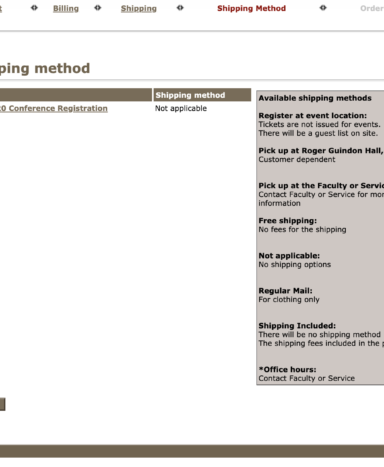 Billing Shipping Shipping Method Order
ping method
Shipping method
0 Conference Registration Not applicable
Available shipping methods
Register at event location:
Tickets are not issued for events.
There will be a guest list on site.
Pick up at Roger Guindon Hall,
Customer dependent
Pick up at the Faculty or Servic
Contact Faculty or Service for mor
information
Free shipping:
No fees for the shipping
Not applicable:
No shipping options
Regular Mail:
For clothing only
Shipping Included:
There will be no shipping method
The shipping fees included in the p
*Office hours:
Contact Faculty or Service